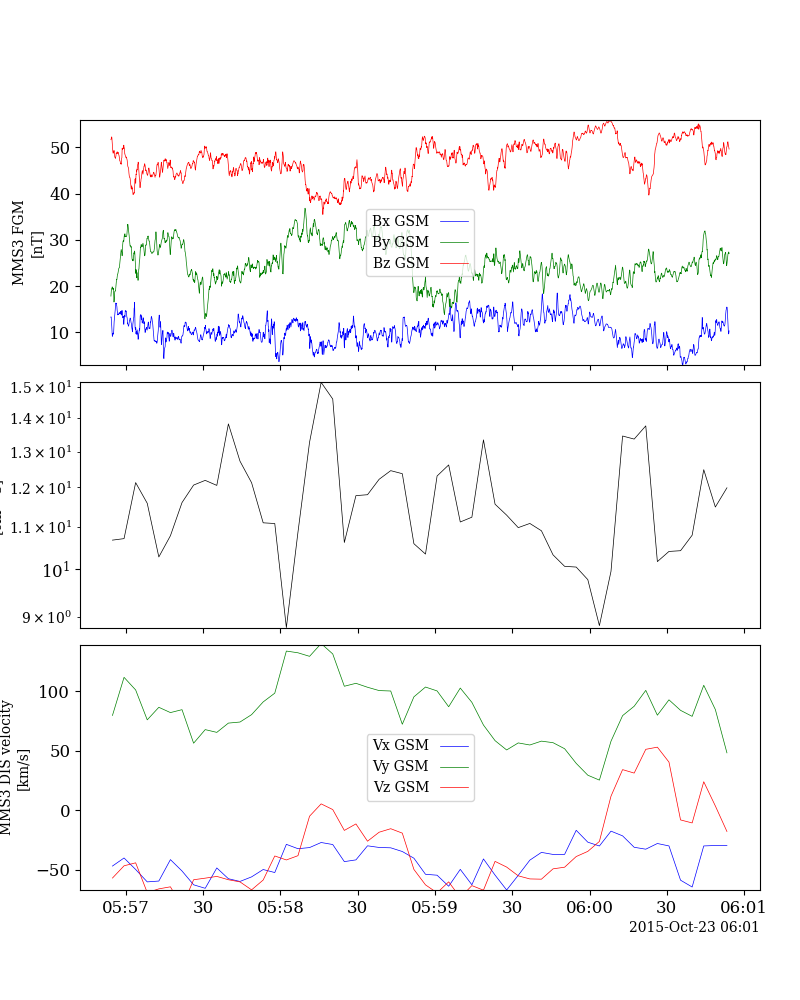 50
40
30
20
10
MMS3 FGM
[nT]
Bx GSM
By GSM
Bz GSM
1.5 × 10¹
1.4 × 10¹
1.3 × 10¹
1.2 × 10¹
1.1 × 10¹
10¹
9 × 10⁰
100
50
0
−50
MMS3 DIS velocity
[km/s]
Vx GSM
Vy GSM
Vz GSM
05:57 30 05:58 30 05:59 30 06:00 30 06:01
2015-Oct-23 06:01